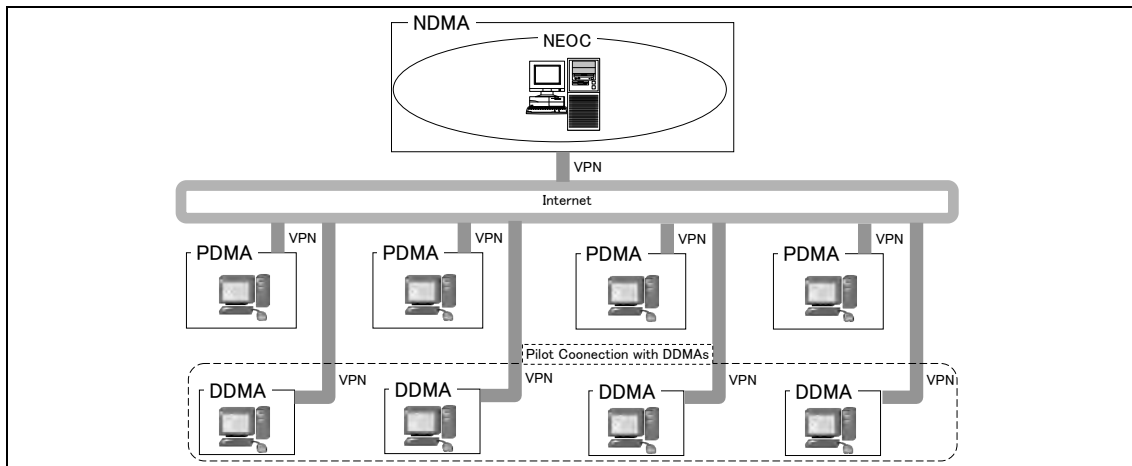 NDMA
NEOC
VPN
Internet
VPN VPN VPN VPN
PDMA PDMA PDMA PDMA
Pilot Coonection with DDMAs
VPN VPN VPN VPN
DDMA DDMA DDMA DDMA